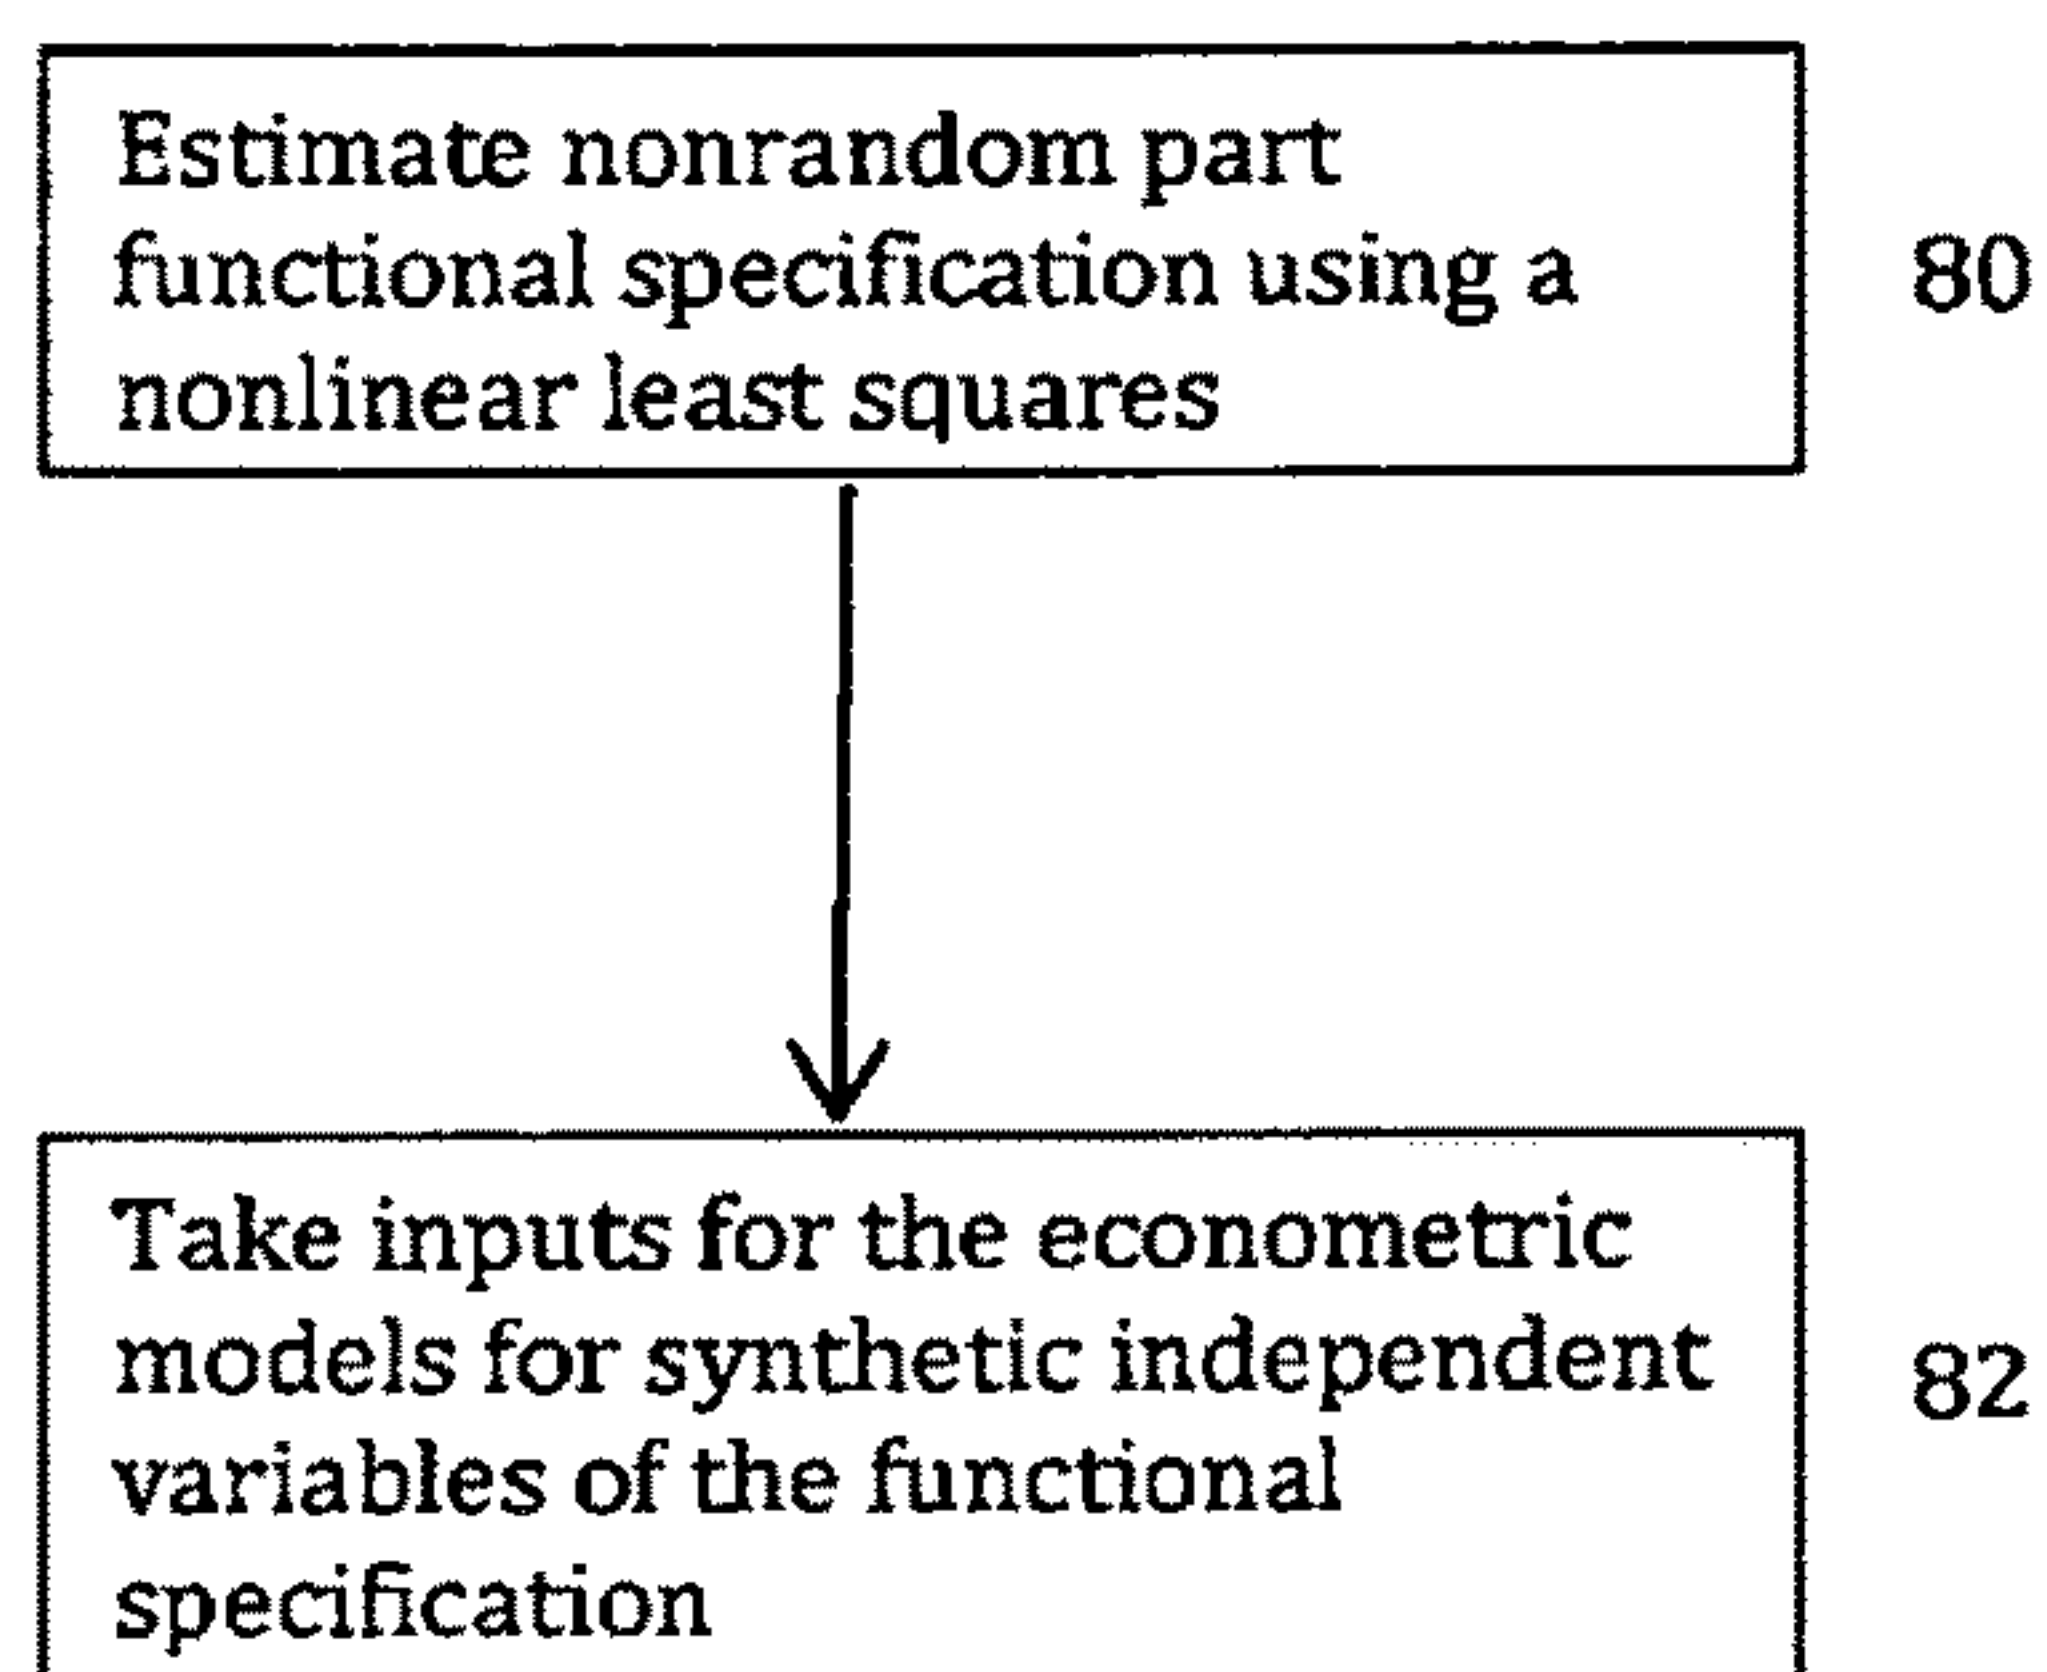 Estimate nonrandom part
functional specification using a
nonlinear least squares
80
Take inputs for the econometric
models for synthetic independent
variables of the functional
specification
82